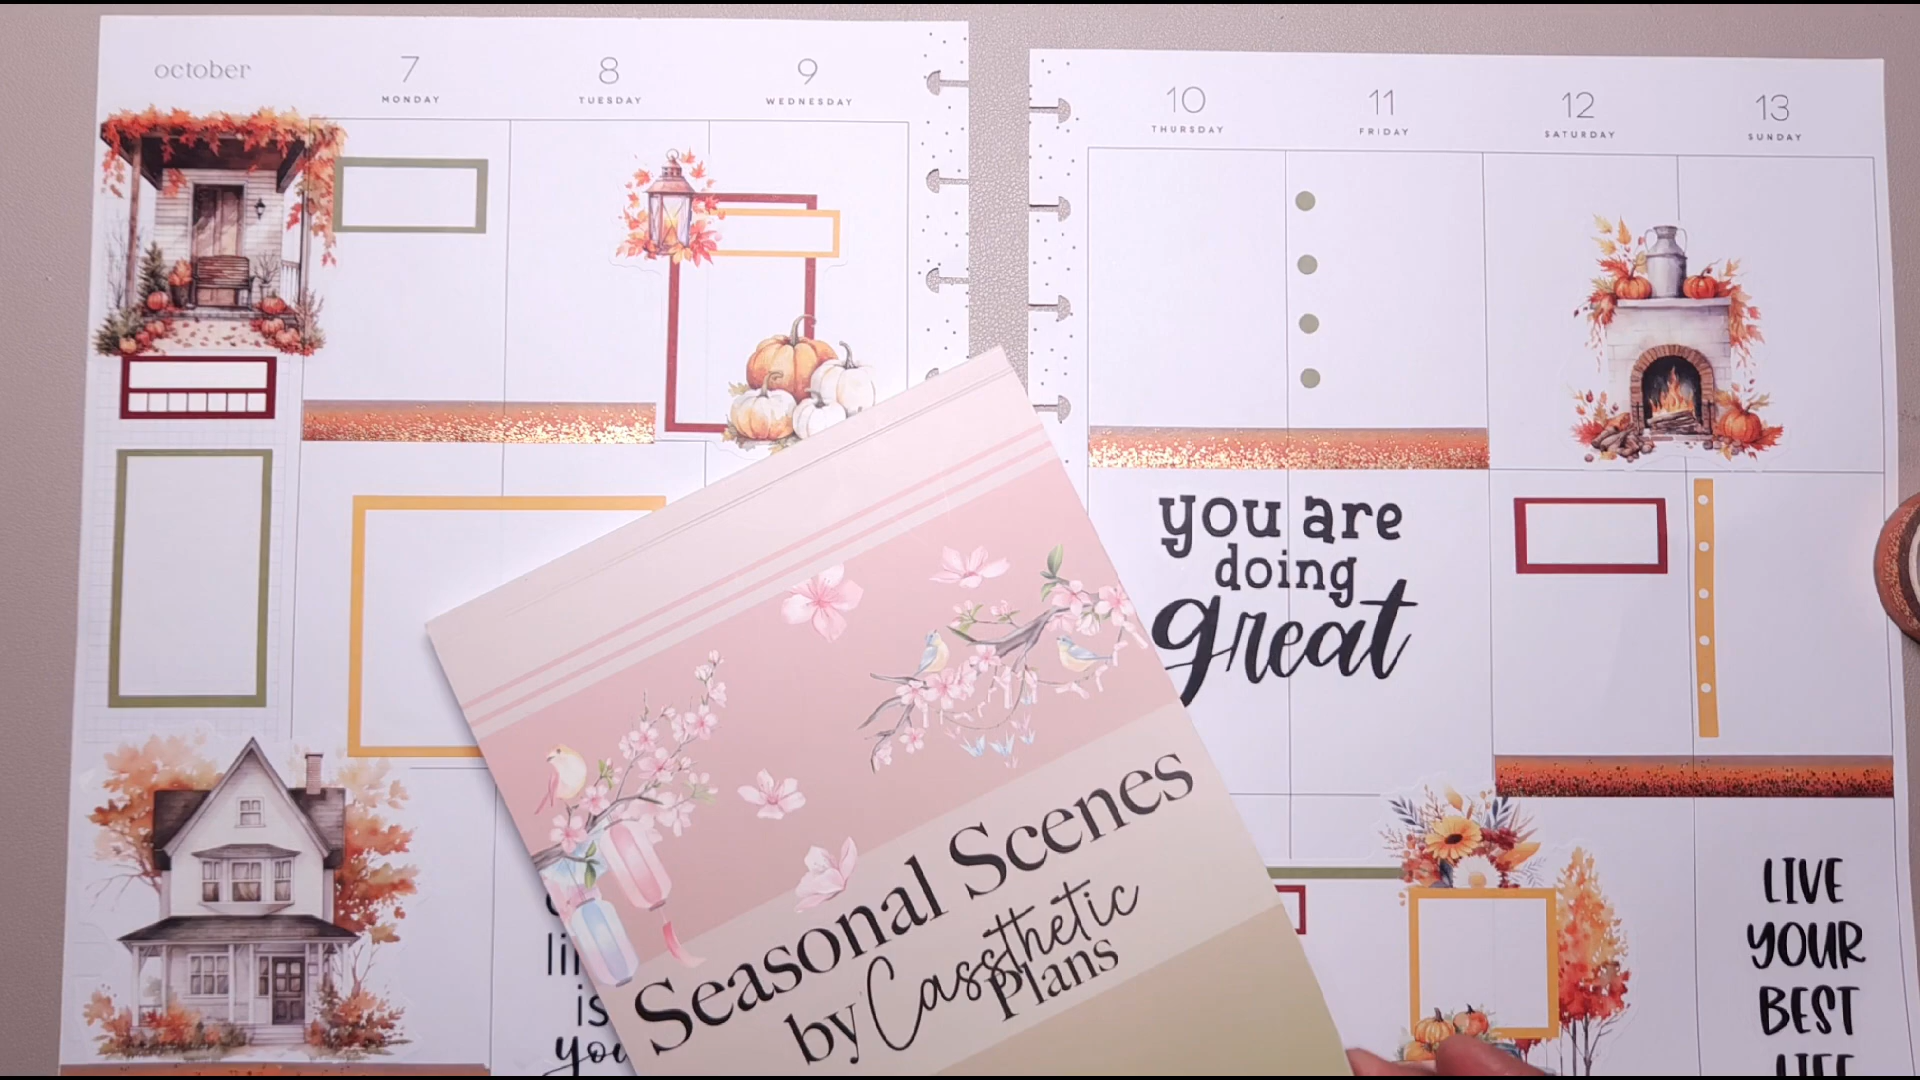 october
7
MONDAY
8
TUESDAY
9
WEDNESDAY
10
THURSDAY
11
FRIDAY
12
SATURDAY
13
SUNDAY
you are
doing
great
Seasonal Scenes
by Cassthetic
Plans
is
LIVE
YOUR
BEST
LIFE